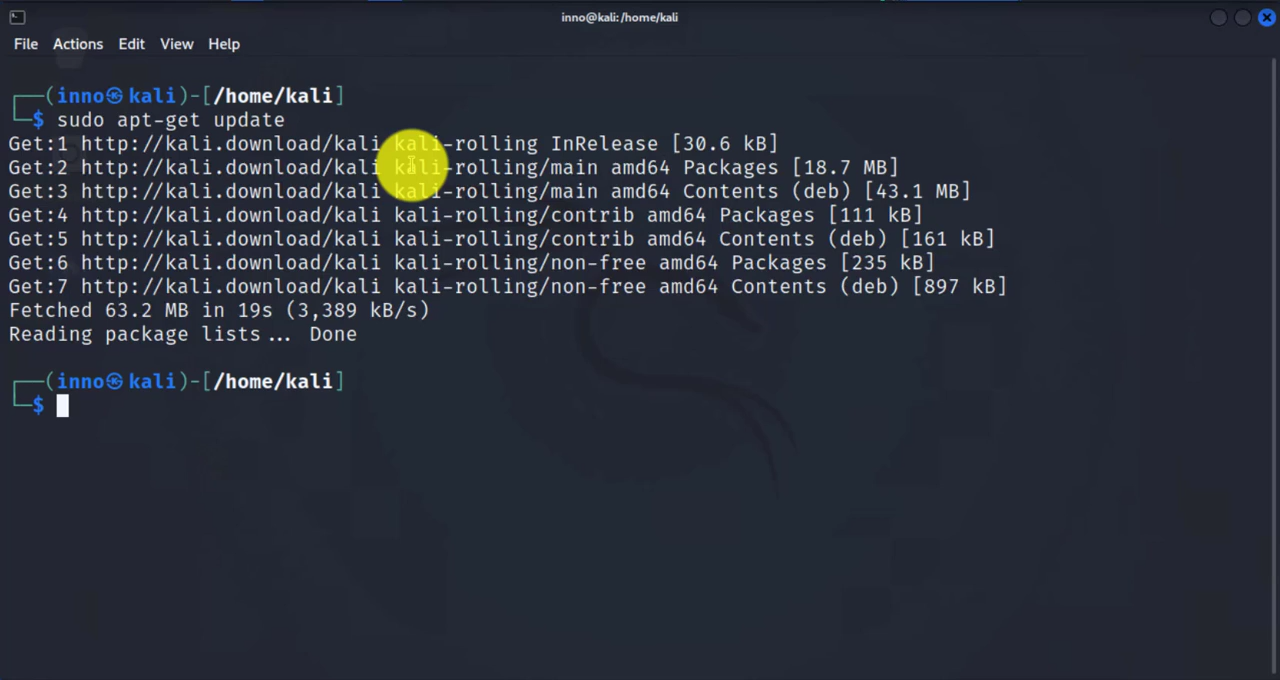 inno@kali: /home/kali
File Actions Edit View Help
┌──(inno㉿kali)-[/home/kali]
└─$ sudo apt-get update
Get:1 http://kali.download/kali kali-rolling InRelease [30.6 kB]
Get:2 http://kali.download/kali kali-rolling/main amd64 Packages [18.7 MB]
Get:3 http://kali.download/kali kali-rolling/main amd64 Contents (deb) [43.1 MB]
Get:4 http://kali.download/kali kali-rolling/contrib amd64 Packages [111 kB]
Get:5 http://kali.download/kali kali-rolling/contrib amd64 Contents (deb) [161 kB]
Get:6 http://kali.download/kali kali-rolling/non-free amd64 Packages [235 kB]
Get:7 http://kali.download/kali kali-rolling/non-free amd64 Contents (deb) [897 kB]
Fetched 63.2 MB in 19s (3,389 kB/s)
Reading package lists... Done
┌──(inno㉿kali)-[/home/kali]
└─$